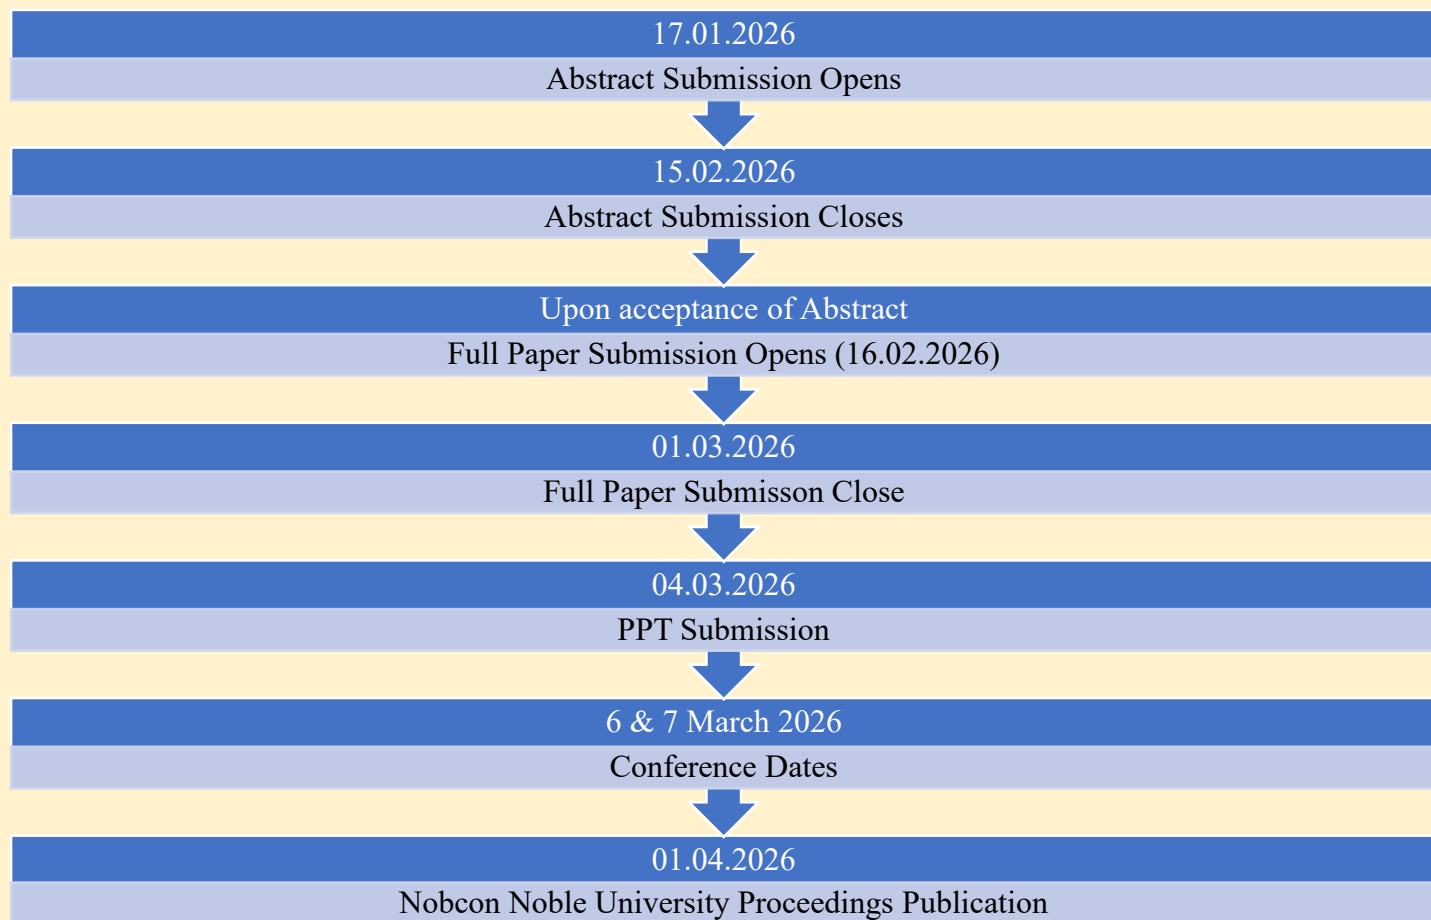 17.01.2026
Abstract Submission Opens
15.02.2026
Abstract Submission Closes
Upon acceptance of Abstract
Full Paper Submission Opens (16.02.2026)
01.03.2026
Full Paper Submisson Close
04.03.2026
PPT Submission
6 & 7 March 2026
Conference Dates
01.04.2026
Nobcon Noble University Proceedings Publication